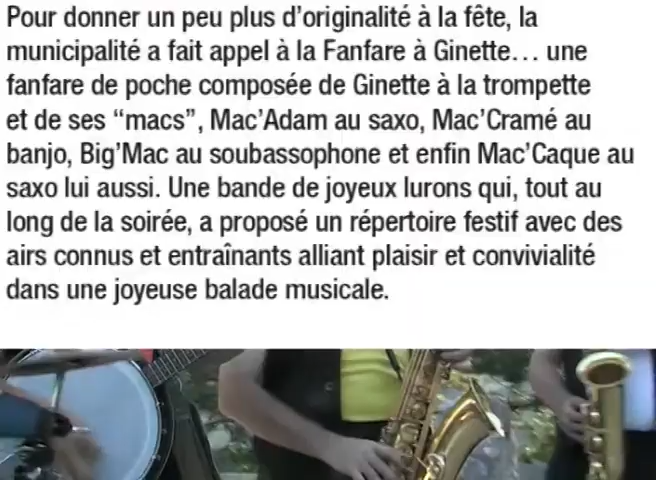 Pour donner un peu plus d’originalité à la fête, la
municipalité a fait appel à la Fanfare à Ginette… une
fanfare de poche composée de Ginette à la trompette
et de ses “macs”, Mac’Adam au saxo, Mac’Cramé au
banjo, Big’Mac au soubassophone et enfin Mac’Caque au
saxo lui aussi. Une bande de joyeux lurons qui, tout au
long de la soirée, a proposé un répertoire festif avec des
airs connus et entraînants alliant plaisir et convivialité
dans une joyeuse balade musicale.